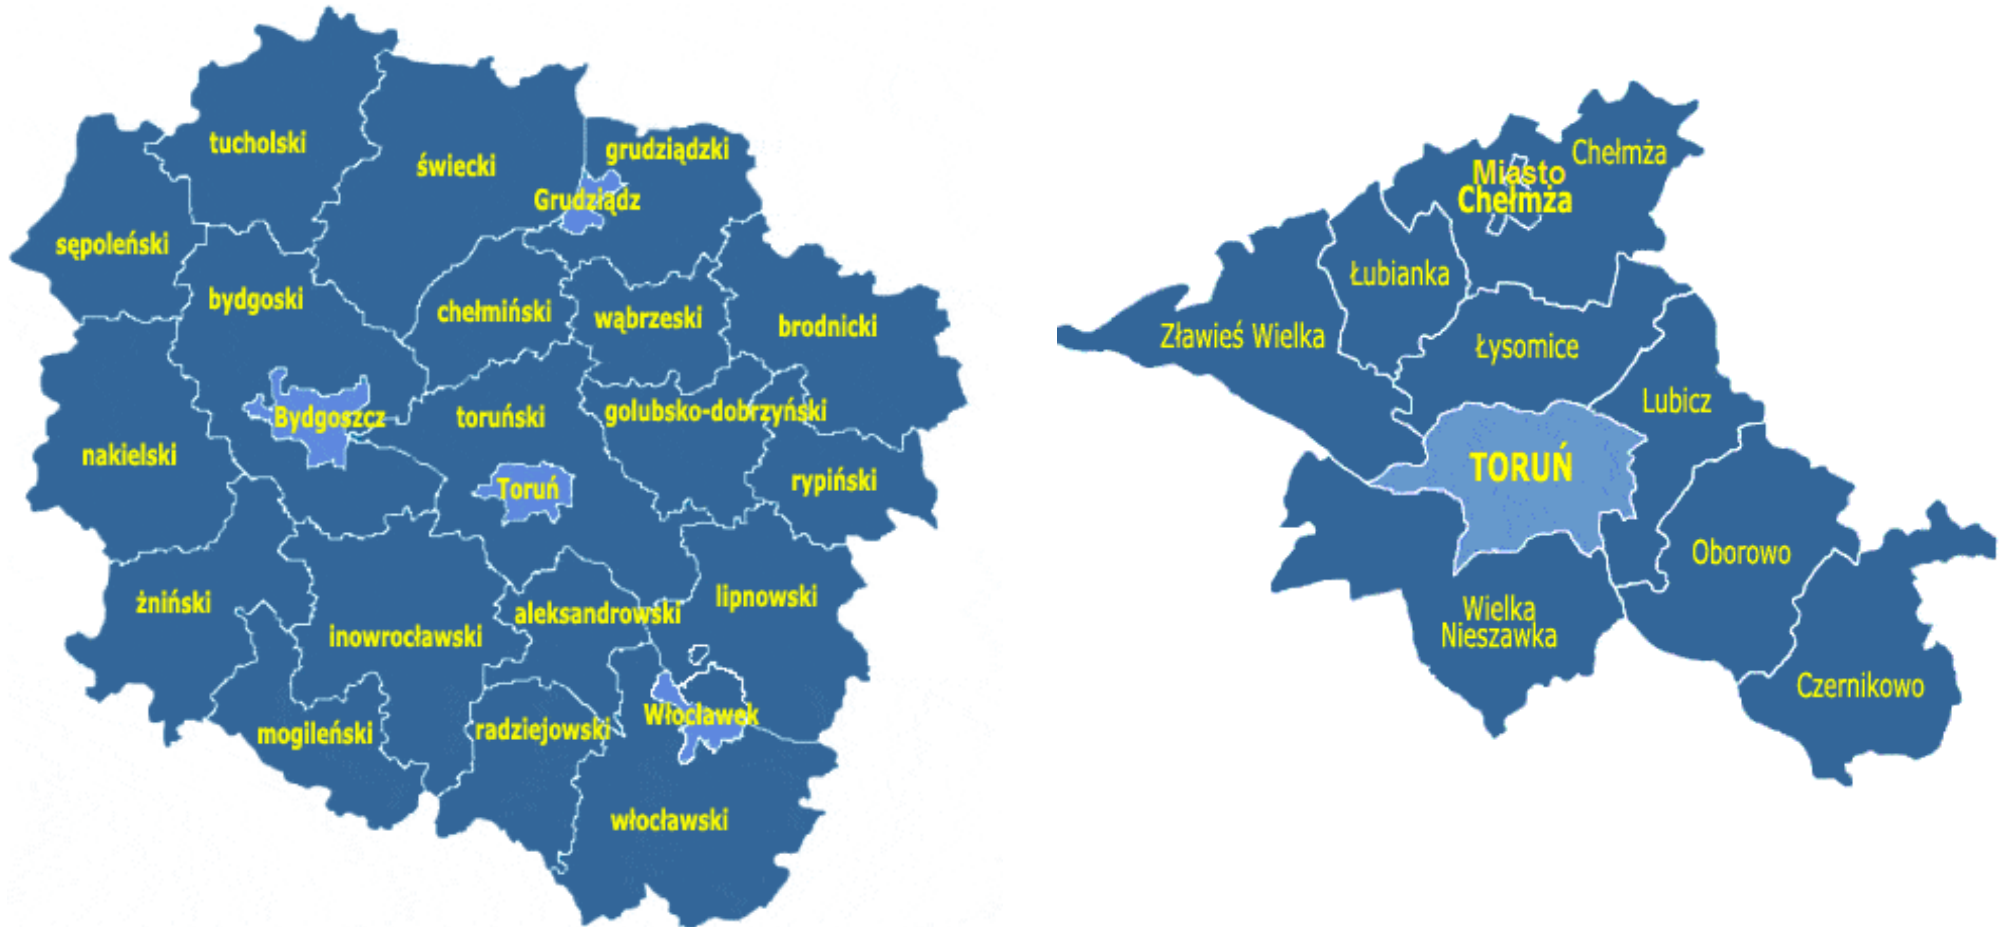 tucholski
świecki
grudziądzki
Grudziądz
sępoleński
bydgoski
chełmiński
wąbrzeski
brodnicki
Bydgoszcz
toruński
golubsko-dobrzyński
nakielski
Toruń
rypiński
żniński
aleksandrowski
lipnowski
inowrocławski
mogileński
radziejowski
Włocławek
włocławski
Chełmża
Miasto
Chełmża
Łubianka
Zławieś Wielka
Łysomice
Lubicz
TORUŃ
Oborowo
Wielka
Nieszawka
Czernikowo